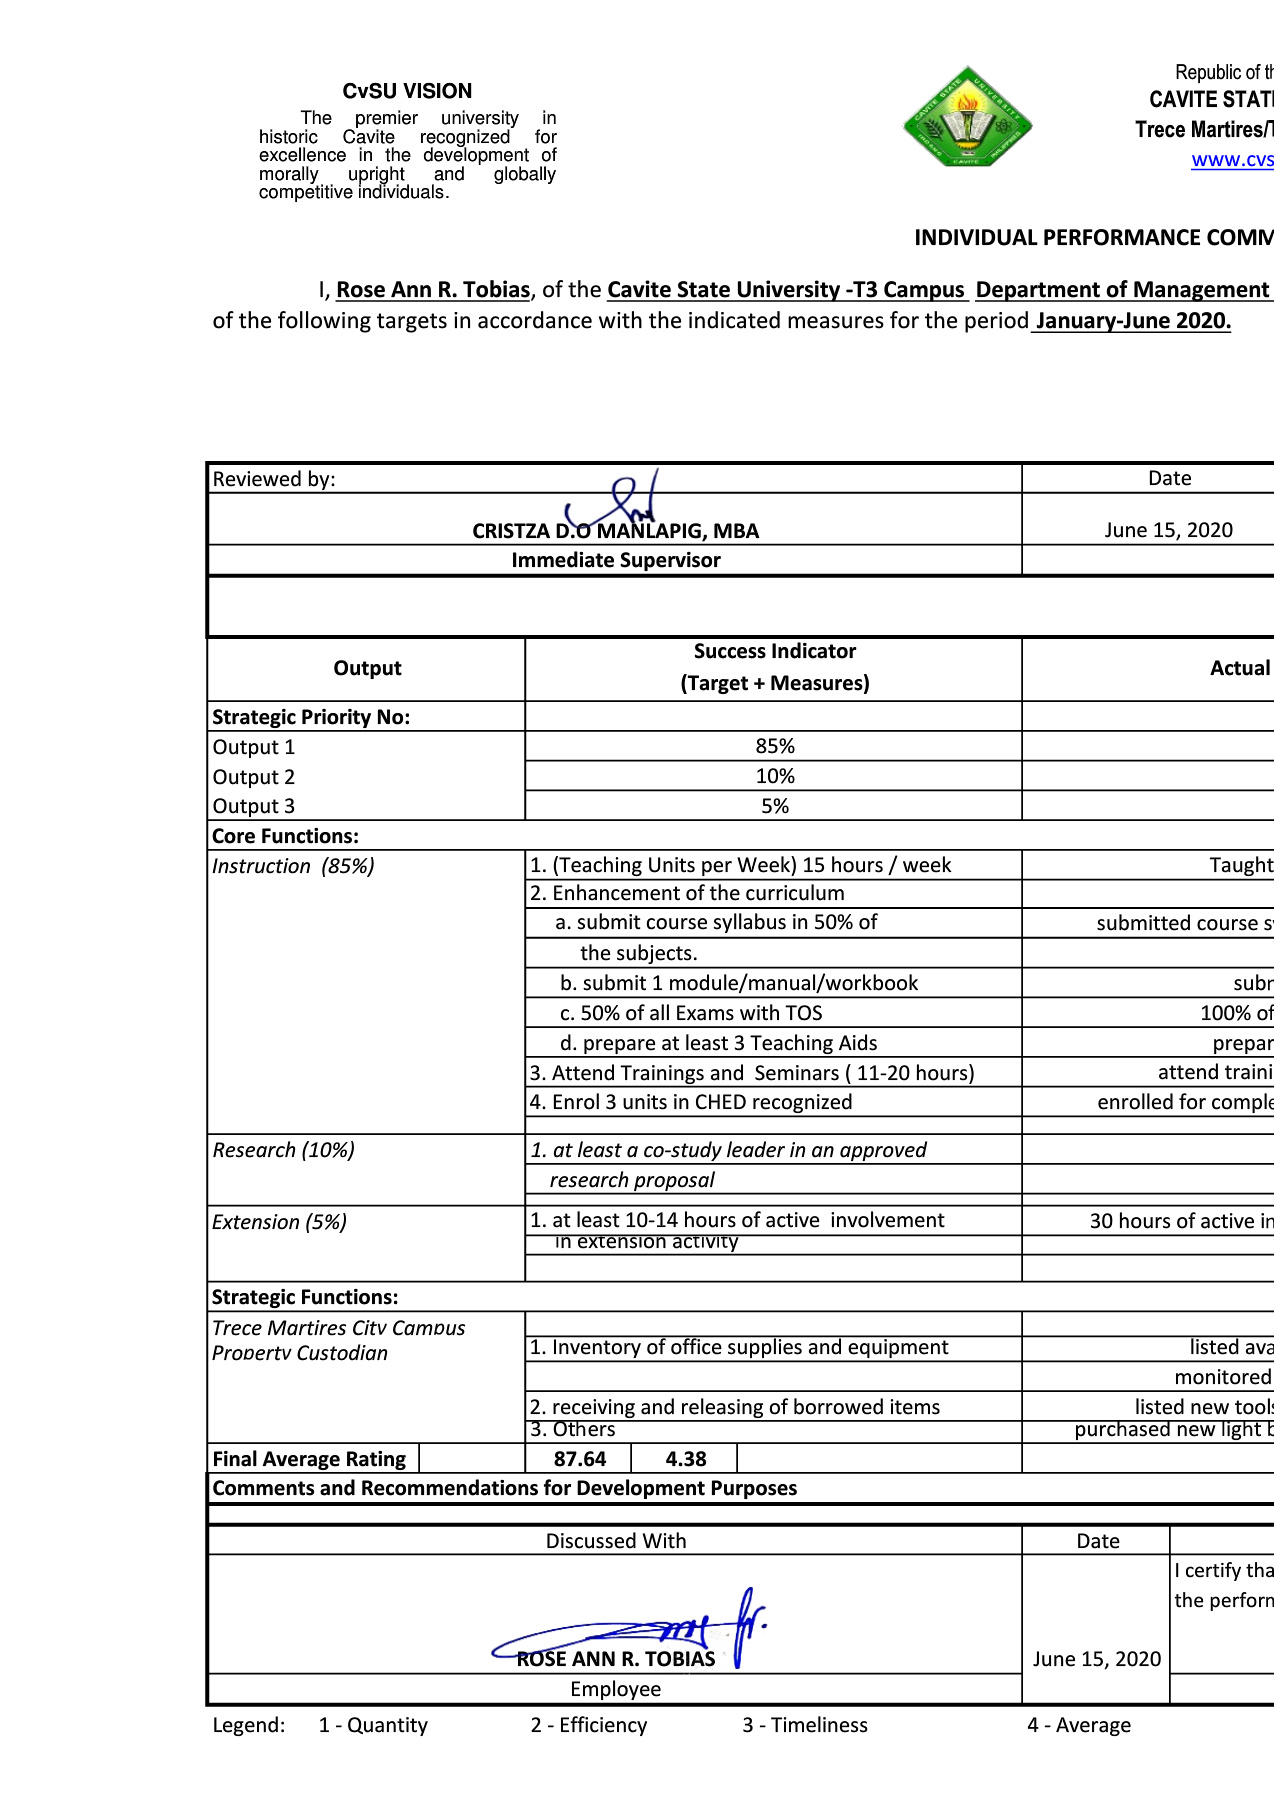 CvSU VISION
The premier university in
historic Cavite recognized for
excellence in the development of
morally upright and globally
competitive individuals.
CAVITE STATE UNIVERSITY
INDANG CAVITE PHILIPPINES
Republic of th
CAVITE STATE
Trece Martires/T
www.cvs
INDIVIDUAL PERFORMANCE COMM
I, Rose Ann R. Tobias, of the Cavite State University -T3 Campus Department of Management
of the following targets in accordance with the indicated measures for the period January-June 2020.
Reviewed by: Date
CRISTZA D.O MANLAPIG, MBA June 15, 2020
Immediate Supervisor
Output Success Indicator Actual
(Target + Measures)
Strategic Priority No:
Output 1 85%
Output 2 10%
Output 3 5%
Core Functions:
Instruction (85%) 1. (Teaching Units per Week) 15 hours / week Taught
2. Enhancement of the curriculum
a. submit course syllabus in 50% of submitted course s
the subjects.
b. submit 1 module/manual/workbook subm
c. 50% of all Exams with TOS 100% of
d. prepare at least 3 Teaching Aids prepar
3. Attend Trainings and Seminars ( 11-20 hours) attend traini
4. Enrol 3 units in CHED recognized enrolled for comple
Research (10%) 1. at least a co-study leader in an approved
research proposal
Extension (5%) 1. at least 10-14 hours of active involvement 30 hours of active in
in extension activity
Strategic Functions:
Trece Martires City Campus
Property Custodian 1. Inventory of office supplies and equipment listed ava
monitored
2. receiving and releasing of borrowed items listed new tools
3. Others purchased new light b
Final Average Rating 87.64 4.38
Comments and Recommendations for Development Purposes
Discussed With Date
I certify tha
the perform
ROSE ANN R. TOBIAS June 15, 2020
Employee
Legend: 1 - Quantity 2 - Efficiency 3 - Timeliness 4 - Average